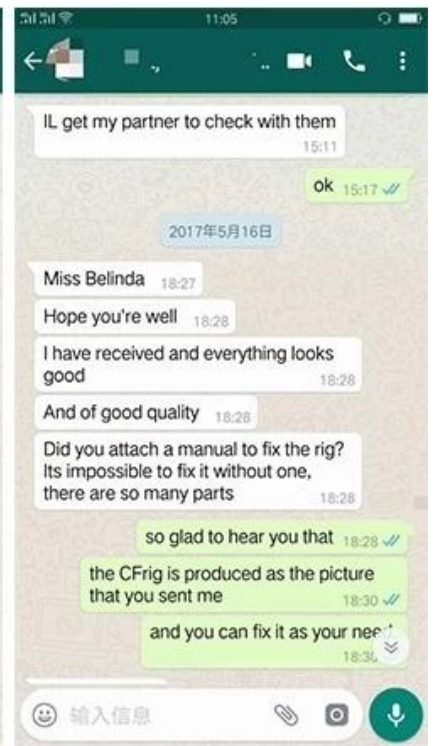 11:05
IL get my partner to check with them
15:11
ok 15:17
2017年5月16日
Miss Belinda 18:27
Hope you're well 18:28
I have received and everything looks
good
18:28
And of good quality 18:28
Did you attach a manual to fix the rig?
Its impossible to fix it without one,
there are so many parts
18:28
so glad to hear you that 18:28
the CFrig is produced as the picture
that you sent me
18:30
and you can fix it as your need
输入信息